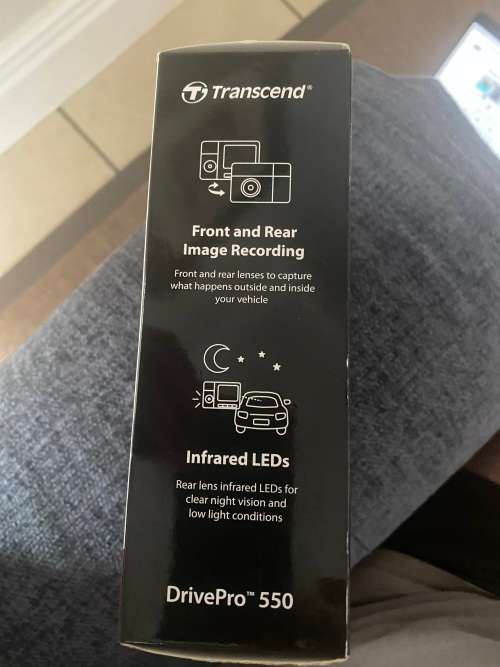 Transcend®
Front and Rear
Image Recording
Front and rear lenses to capture
what happens outside and inside
your vehicle
Infrared LEDs
Rear lens infrared LEDs for
clear night vision and
low light conditions
DrivePro™ 550